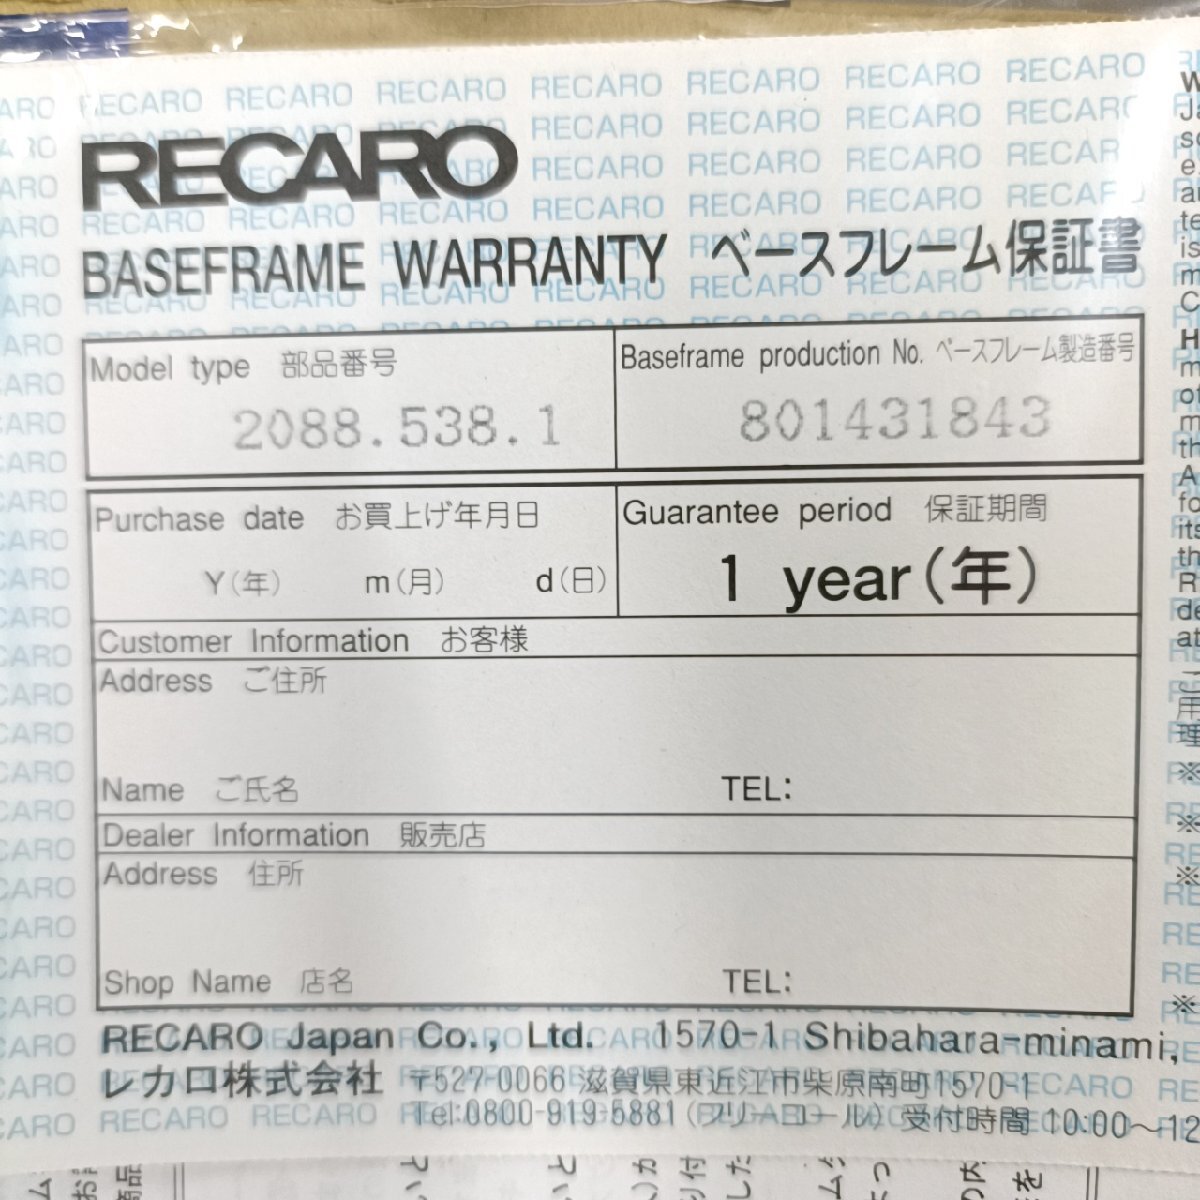 RECARO
BASEFRAME WARRANTY ベースフレーム保証書
Model type 部品番号
2088.538.1
Baseframe production No. ベースフレーム製造番号
801431843
Purchase date お買上げ年月日
Y(年) m(月) d(日)
Guarantee period 保証期間
1 year(年)
Customer Information お客様
Address ご住所
Name ご氏名 TEL:
Dealer Information 販売店
Address 住所
Shop Name 店名 TEL:
RECARO Japan Co., Ltd. 1570-1 Shibahara-minami,
レカロ株式会社 〒527-0066 滋賀県東近江市柴原南町1570-1
Tel:0800-919-5881(フリーコール) 受付時間 10:00～12